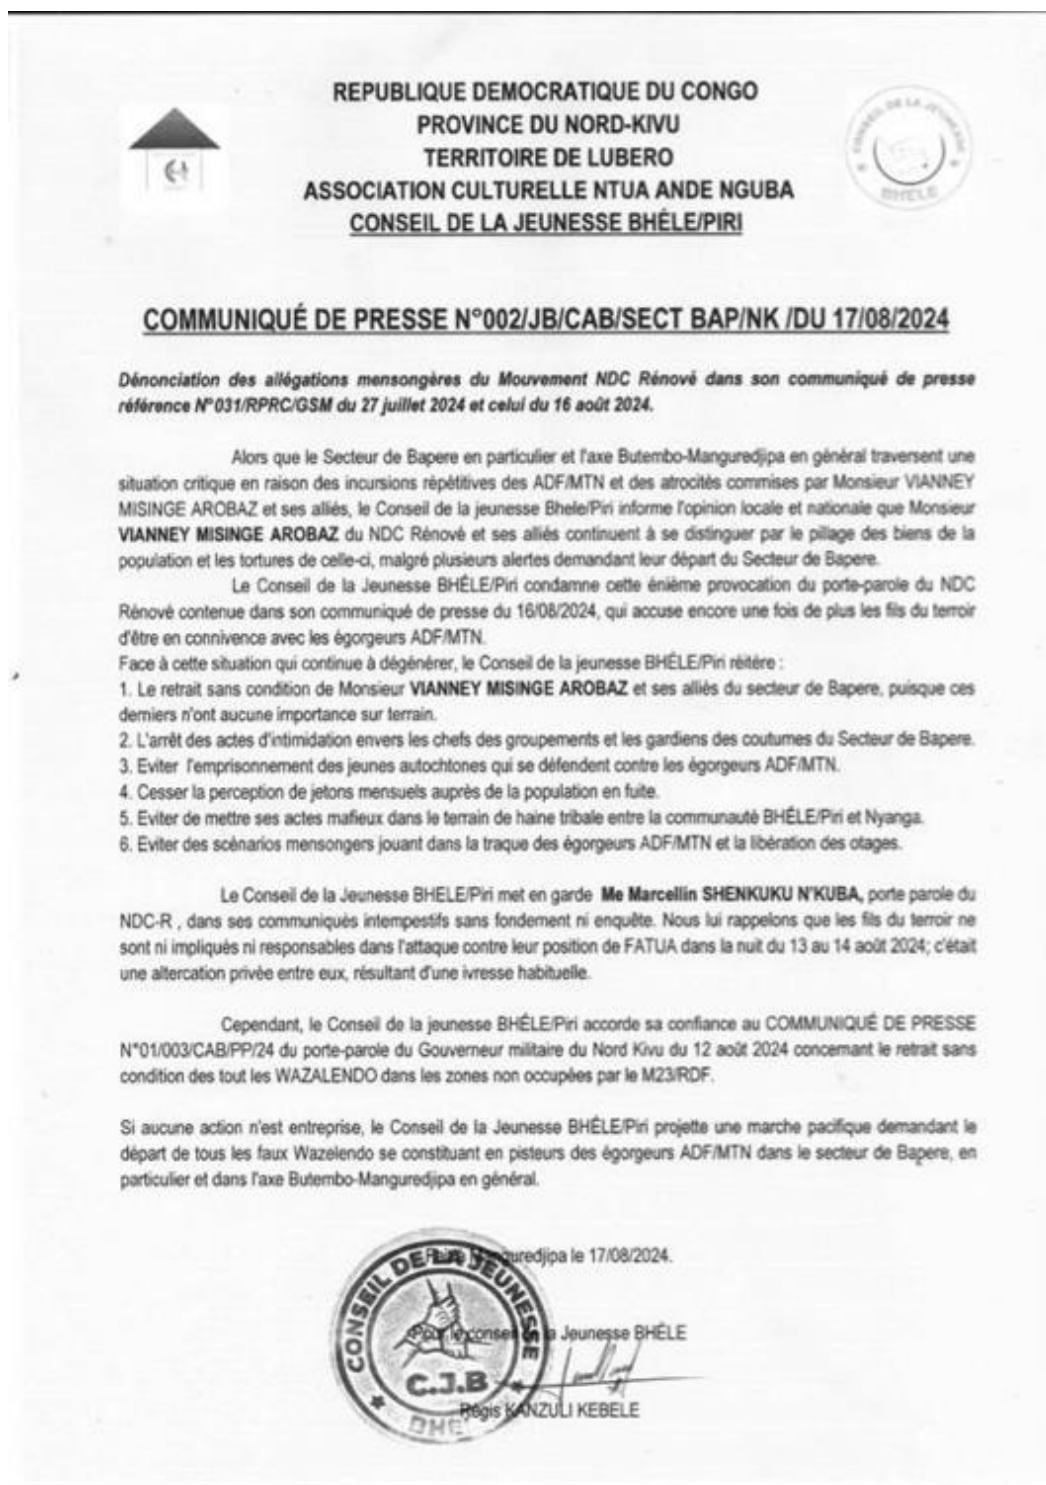 REPUBLIQUE DEMOCRATIQUE DU CONGO
PROVINCE DU NORD-KIVU
TERRITOIRE DE LUBERO
ASSOCIATION CULTURELLE NTUA ANDE NGUBA
CONSEIL DE LA JEUNESSE BHÊLE/PIRI
CONSEIL DE LA JEUNESSE
BHELE
COMMUNIQUÉ DE PRESSE N°002/JB/CAB/SECT BAP/NK /DU 17/08/2024
Dénonciation des allégations mensongères du Mouvement NDC Rénové dans son communiqué de presse
référence N°031/RPRC/GSM du 27 juillet 2024 et celui du 16 août 2024.
Alors que le Secteur de Bapere en particulier et l'axe Butembo-Manguredjipa en général traversent une
situation critique en raison des incursions répétitives des ADF/MTN et des atrocités commises par Monsieur VIANNEY
MISINGE AROBAZ et ses alliés, le Conseil de la jeunesse Bhele/Piri informe l'opinion locale et nationale que Monsieur
VIANNEY MISINGE AROBAZ du NDC Rénové et ses alliés continuent à se distinguer par le pillage des biens de la
population et les tortures de celle-ci, malgré plusieurs alertes demandant leur départ du Secteur de Bapere.
Le Conseil de la Jeunesse BHÊLE/Piri condamne cette énième provocation du porte-parole du NDC
Rénové contenue dans son communiqué de presse du 16/08/2024, qui accuse encore une fois de plus les fils du terroir
d'être en connivence avec les égorgeurs ADF/MTN.
Face à cette situation qui continue à dégénérer, le Conseil de la jeunesse BHÊLE/Piri réitère :
1. Le retrait sans condition de Monsieur VIANNEY MISINGE AROBAZ et ses alliés du secteur de Bapere, puisque ces
derniers n'ont aucune importance sur terrain.
2. L'arrêt des actes d'intimidation envers les chefs des groupements et les gardiens des coutumes du Secteur de Bapere.
3. Eviter l'emprisonnement des jeunes autochtones qui se défendent contre les égorgeurs ADF/MTN.
4. Cesser la perception de jetons mensuels auprès de la population en fuite.
5. Eviter de mettre ses actes mafieux dans le terrain de haine tribale entre la communauté BHÊLE/Piri et Nyanga.
6. Eviter des scénarios mensongers jouant dans la traque des égorgeurs ADF/MTN et la libération des otages.
Le Conseil de la Jeunesse BHELE/Piri met en garde Me Marcellin SHENKUKU N'KUBA, porte parole du
NDC-R , dans ses communiqués intempestifs sans fondement ni enquête. Nous lui rappelons que les fils du terroir ne
sont ni impliqués ni responsables dans l'attaque contre leur position de FATUA dans la nuit du 13 au 14 août 2024; c'était
une altercation privée entre eux, résultant d'une ivresse habituelle.
Cependant, le Conseil de la jeunesse BHÊLE/Piri accorde sa confiance au COMMUNIQUÉ DE PRESSE
N°01/003/CAB/PP/24 du porte-parole du Gouverneur militaire du Nord Kivu du 12 août 2024 concernant le retrait sans
condition des tout les WAZALENDO dans les zones non occupées par le M23/RDF.
Si aucune action n'est entreprise, le Conseil de la Jeunesse BHÊLE/Piri projette une marche pacifique demandant le
départ de tous les faux Wazelendo se constituant en pisteurs des égorgeurs ADF/MTN dans le secteur de Bapere, en
particulier et dans l'axe Butembo-Manguredjipa en général.
Manguredjipa le 17/08/2024.
Pour le conseil de la Jeunesse BHÊLE
Régis KANZULI KEBELE
CONSEIL DE LA JEUNESSE
C.J.B
BHELE